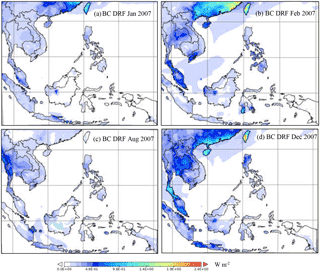 (a) BC DRF Jan 2007
(b) BC DRF Feb 2007
(c) BC DRF Aug 2007
(d) BC DRF Dec 2007
W m-2